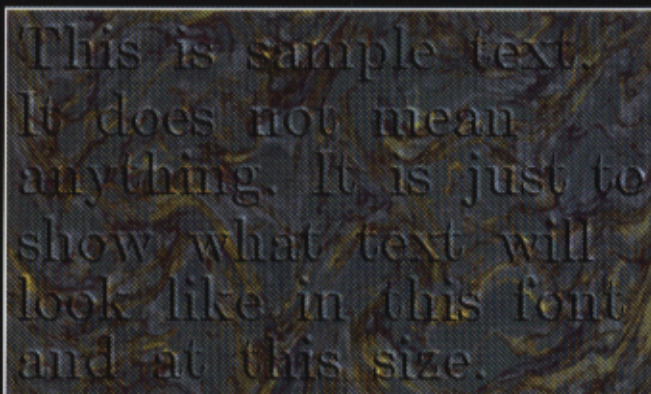 This is sample text.
It does not mean
anything. It is just to
show what text will
look like in this font
and at this size.